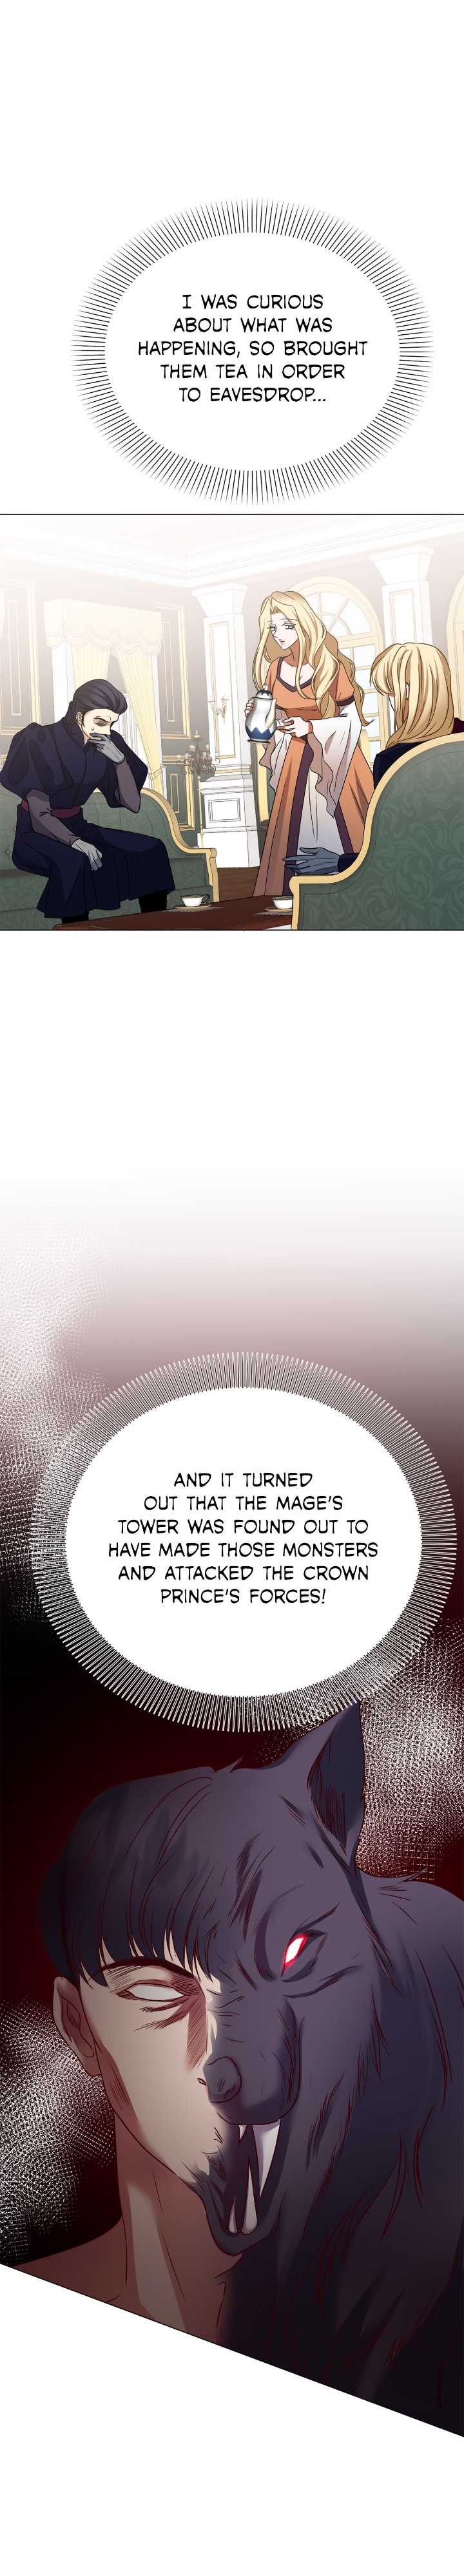 I WAS CURIOUS
ABOUT WHAT WAS
HAPPENING, SO BROUGHT
THEM TEA IN ORDER
TO EAVESDROP...
AND IT TURNED
OUT THAT THE MAGE'S
TOWER WAS FOUND OUT TO
HAVE MADE THOSE MONSTERS
AND ATTACKED THE CROWN
PRINCE'S FORCES!